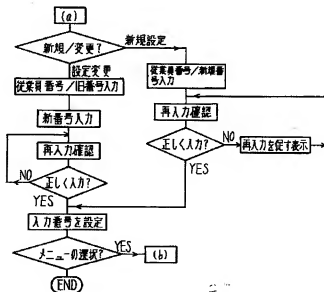 (a)
新規/変更?
新規設定
設定変更
従業員番号/旧番号入力
従業員番号/新規番
号入力
新番号入力
再入力確認
再入力確認
正しく入力?
NO
再入力を促す表示
YES
NO
正しく入力?
YES
入力番号を設定
メニューの選択?
YES
(b)
END